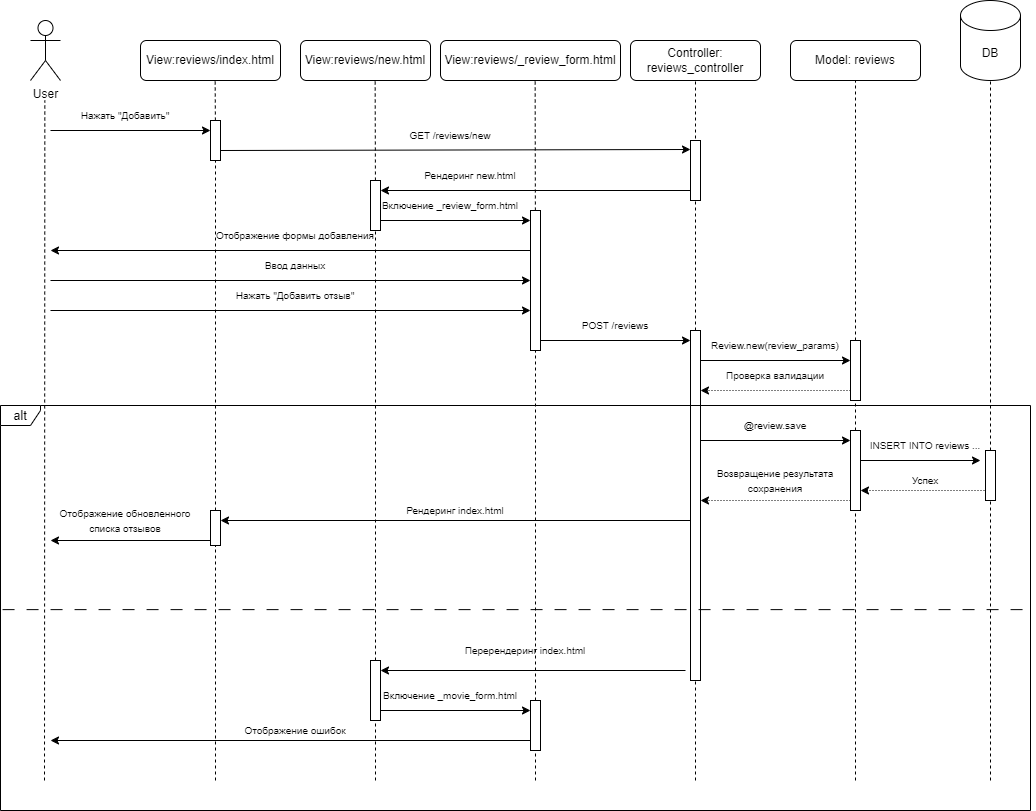 User
View:reviews/index.html
View:reviews/new.html
View:reviews/_review_form.html
Controller:
reviews_controller
Model: reviews
DB
Нажать "Добавить"
GET /reviews/new
Рендеринг new.html
Включение _review_form.html
Отображение формы добавления
Ввод данных
Нажать "Добавить отзыв"
POST /reviews
Review.new(review_params)
Проверка валидации
alt
@review.save
INSERT INTO reviews ...
Успех
Возвращение результата
сохранения
Рендеринг index.html
Отображение обновленного
списка отзывов
Перерендеринг index.html
Включение _movie_form.html
Отображение ошибок